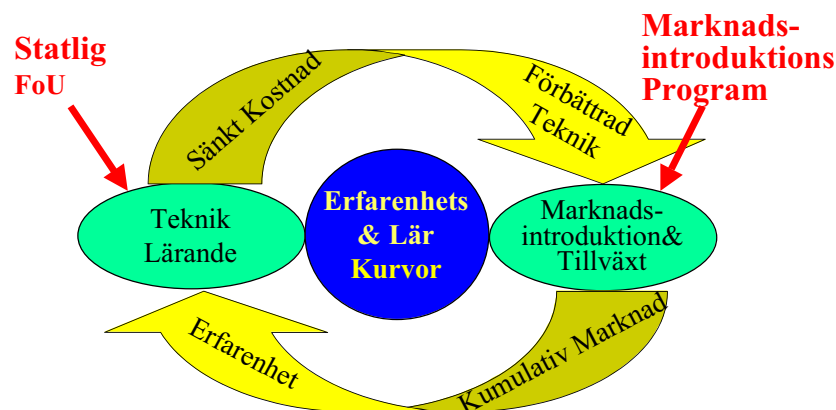 Statlig
FoU
Marknads-
introduktions
Program
Sänkt Kostnad
Förbättrad
Teknik
Teknik
Lärande
Erfarenhets
& Lär
Kurvor
Marknads-
introduktion&
Tillväxt
Erfarenhet
Kumulativ Marknad